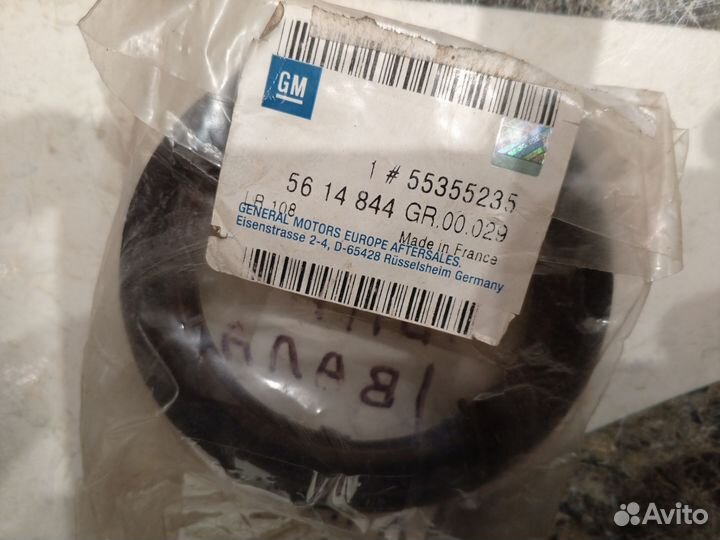 GM
1 # 55355235
56 14 844 GR.00.029
LR 108
Made in France
GENERAL MOTORS EUROPE AFTERSALES.
Eisenstrasse 2-4, D-65428 Rüsselsheim Germany
Avito